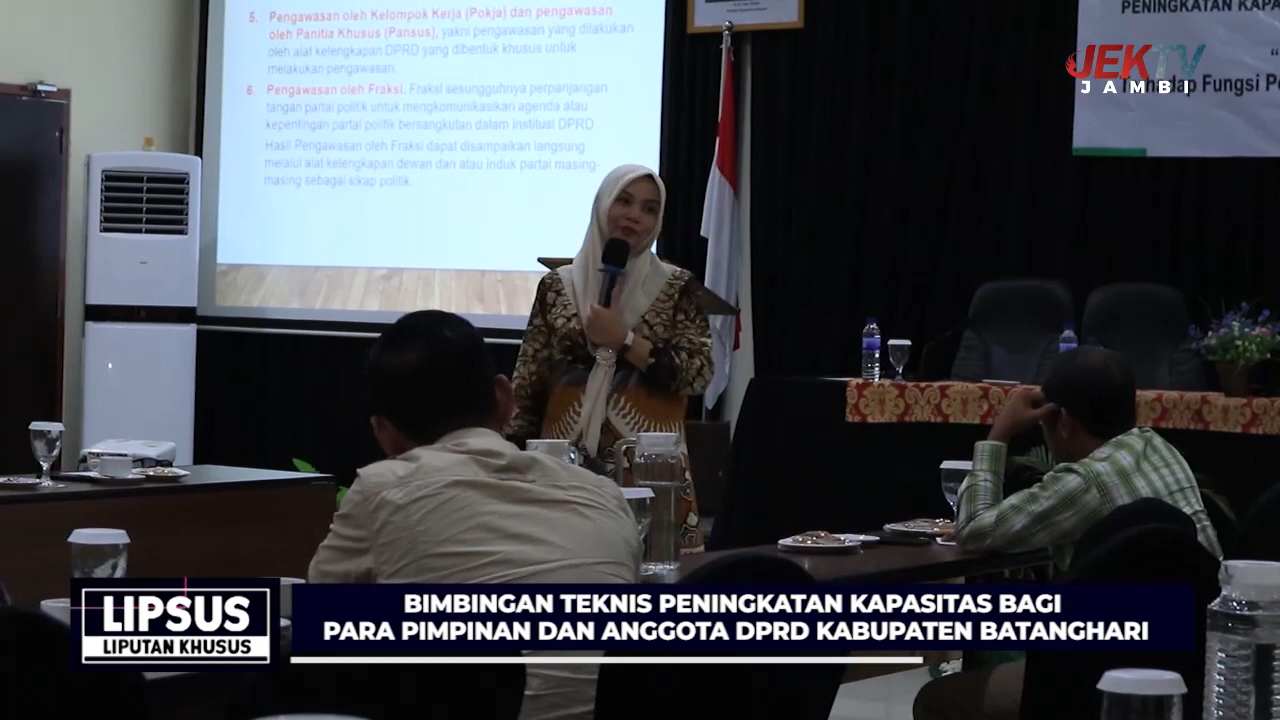 5. Pengawasan oleh Kelompok Kerja (Pokja) dan pengawasan
oleh Panitia Khusus (Pansus), yakni pengawasan yang dilakukan
oleh alat kelengkapan DPRD yang dibentuk khusus untuk
melakukan pengawasan.
6. Pengawasan oleh Fraksi. Fraksi sesungguhnya perpanjangan
tangan partai politik untuk mengkomunikasikan agenda atau
kepentingan partai politik bersangkutan dalam institusi DPRD.
Hasil Pengawasan oleh Fraksi dapat disampaikan langsung
melalui alat kelengkapan dewan dan atau induk partai masing-
masing sebagai sikap politik.
PENINGKATAN KAPA
JEKTV
JAMBI
Fungsi Pe
LIPSUS
LIPUTAN KHUSUS
BIMBINGAN TEKNIS PENINGKATAN KAPASITAS BAGI
PARA PIMPINAN DAN ANGGOTA DPRD KABUPATEN BATANGHARI